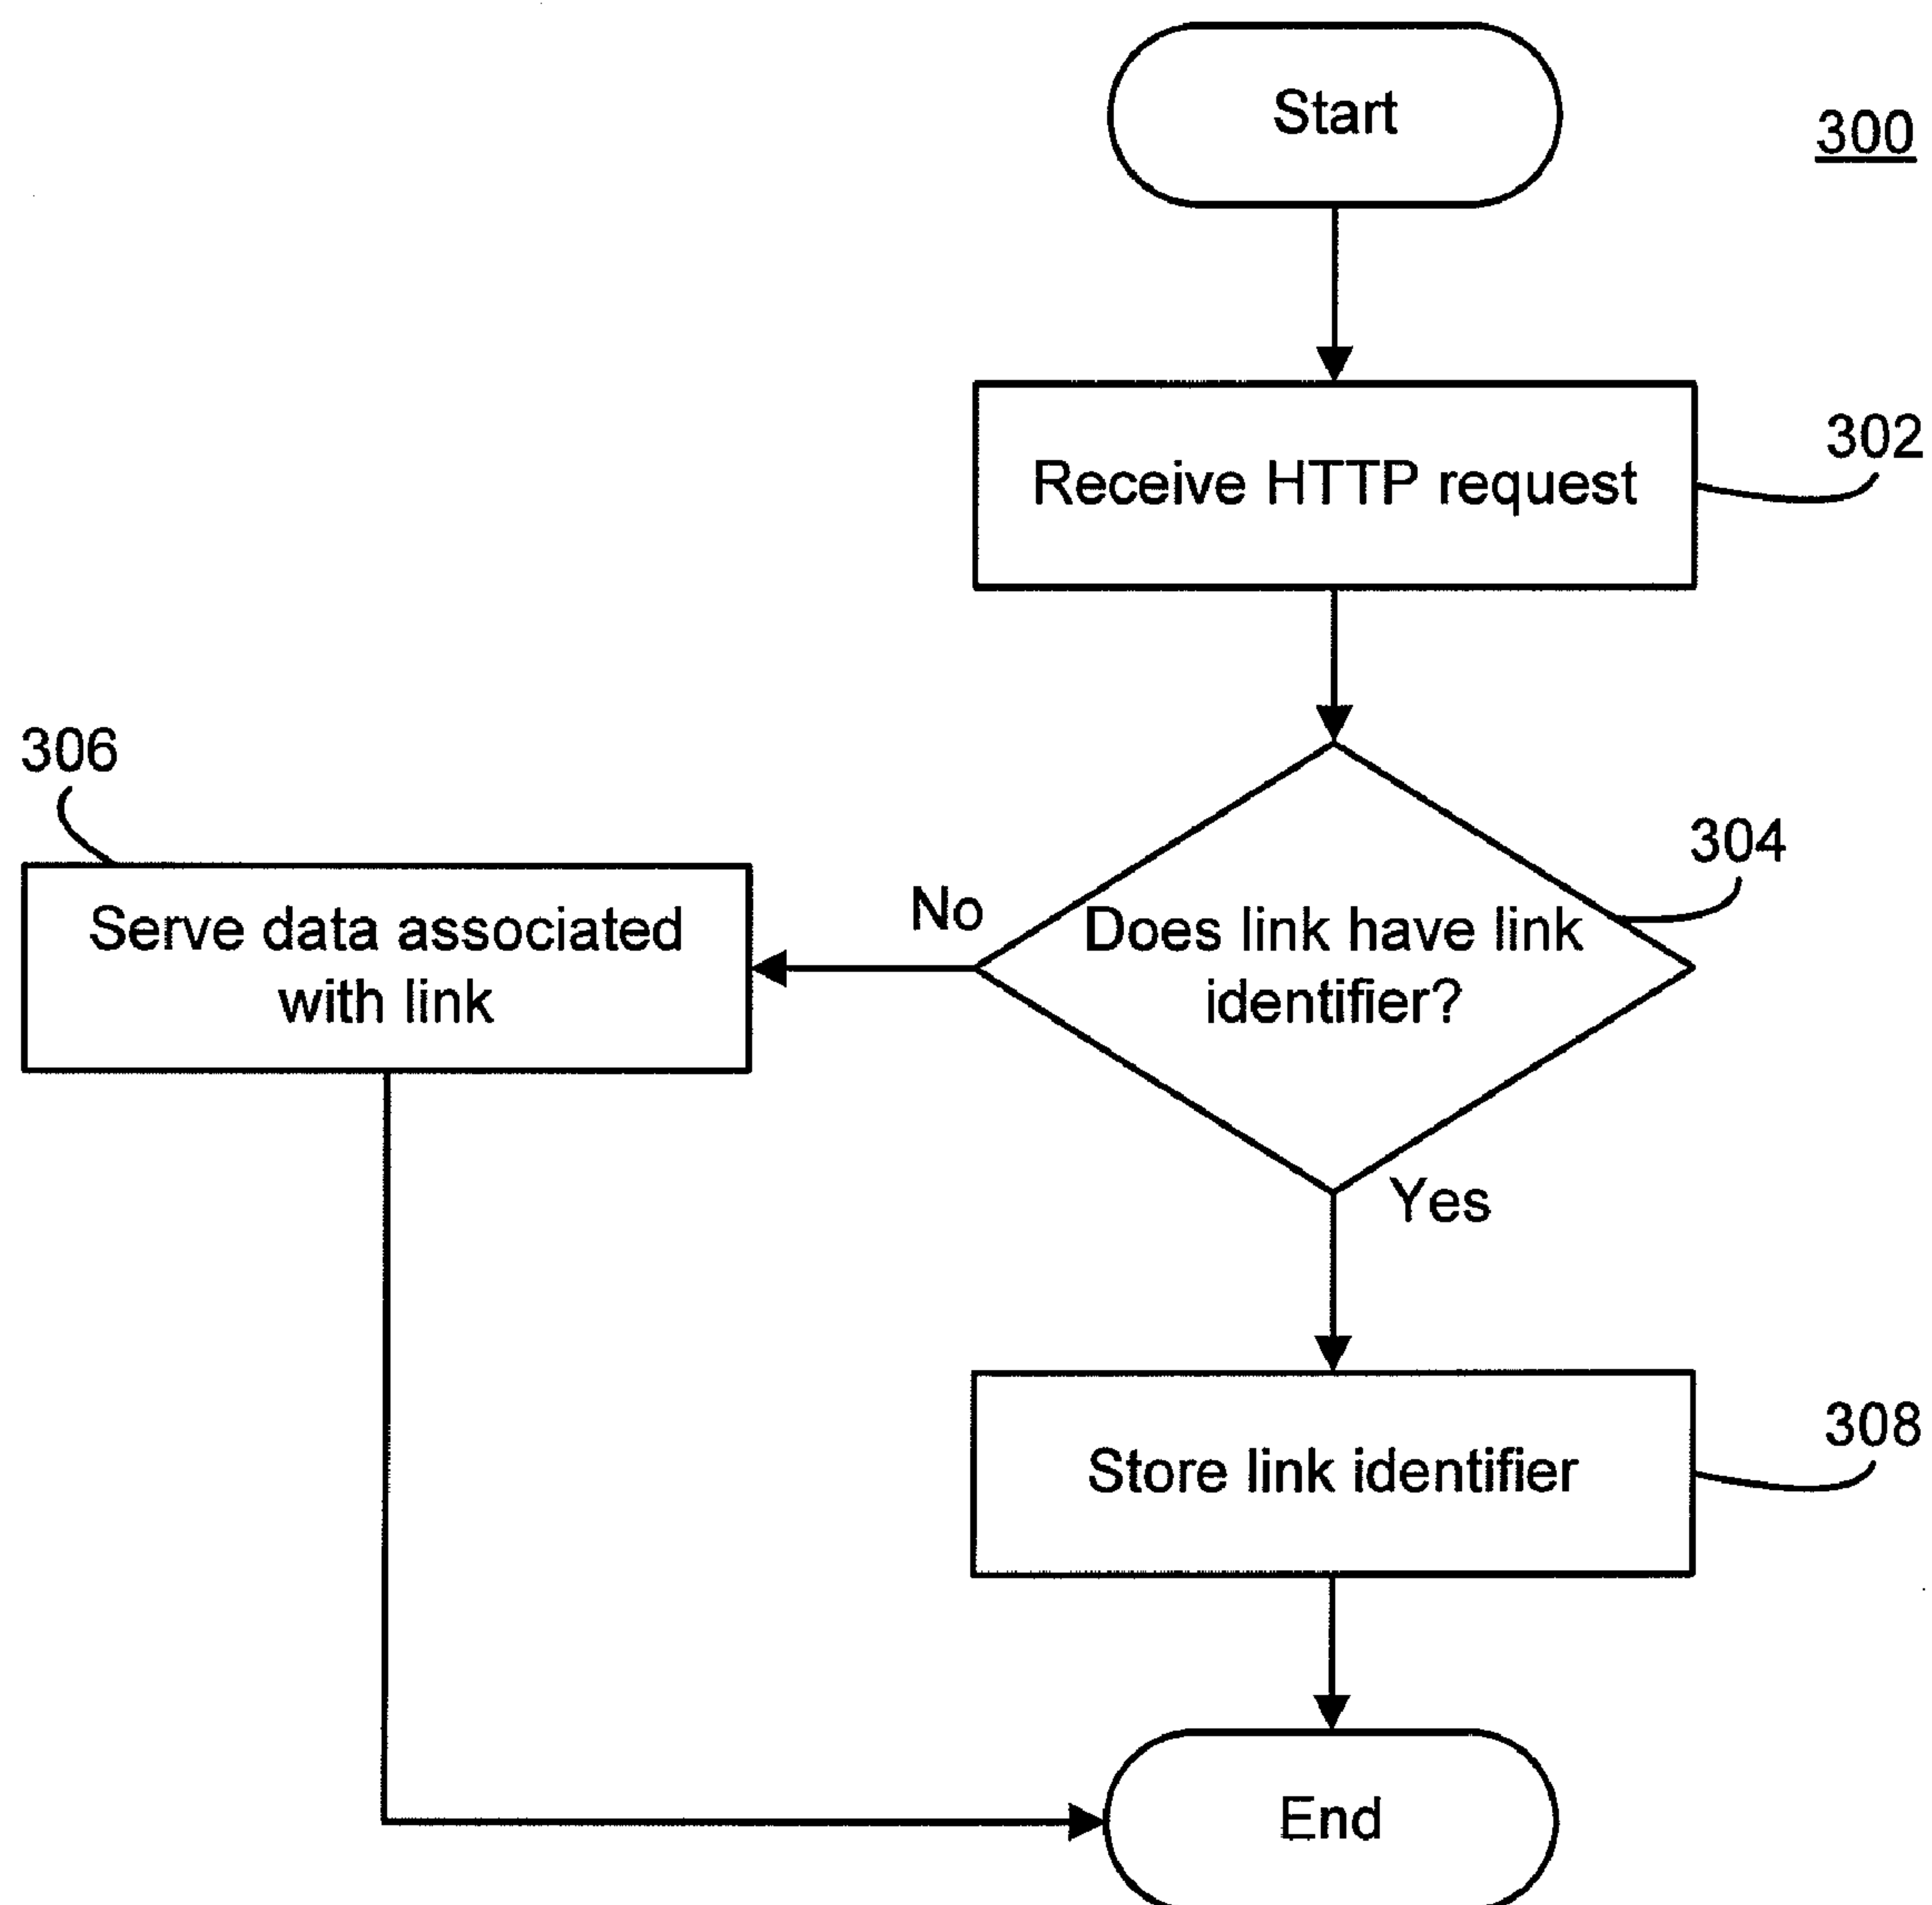 Start
300
302
Receive HTTP request
306
304
No
Does link have link
identifier?
Serve data associated
with link
Yes
308
Store link identifier
End